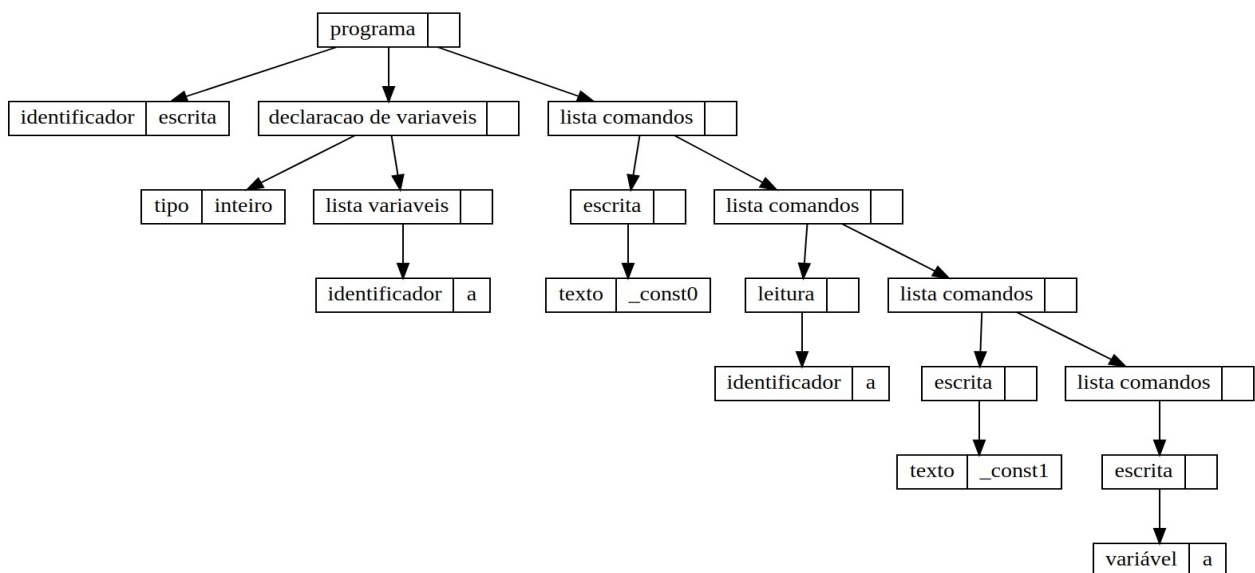 programa
identificador escrita
declaracao de variaveis
lista comandos
tipo inteiro
lista variaveis
escrita
lista comandos
identificador a
texto _const0
leitura
lista comandos
identificador a
escrita
lista comandos
texto _const1
escrita
variável a